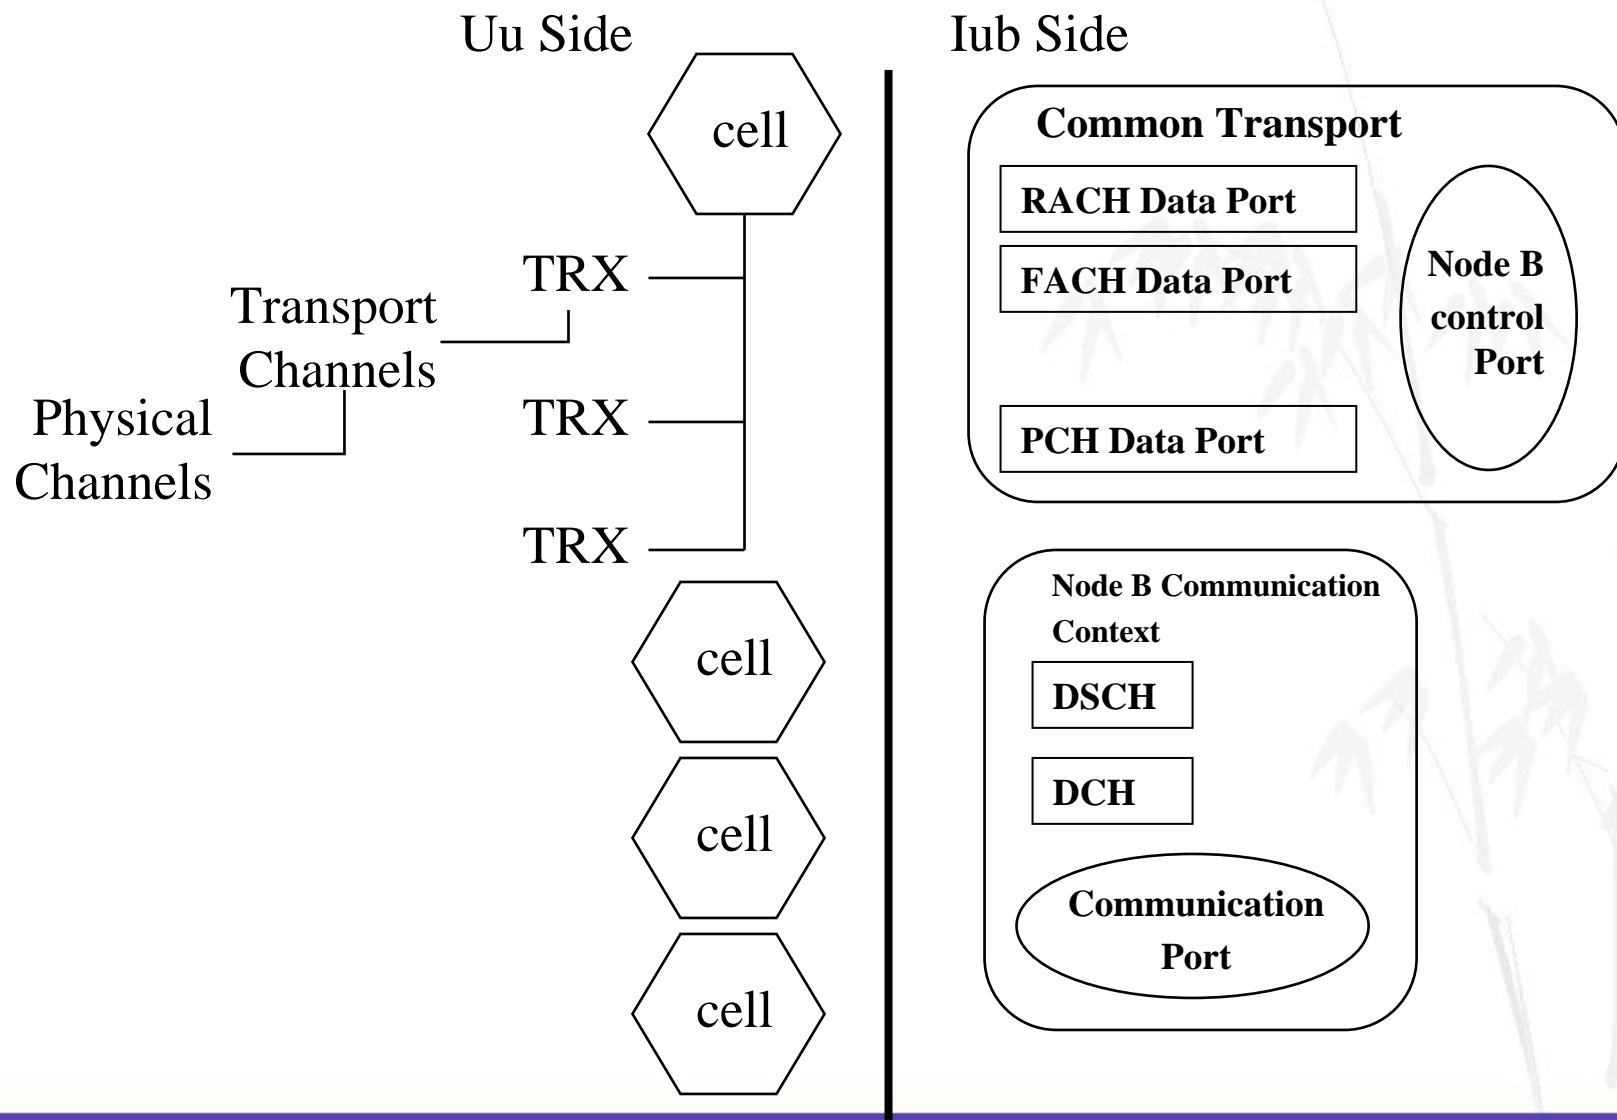 Uu Side
cell
TRX
Transport
Channels
Physical
Channels
TRX
TRX
cell
cell
cell
Iub Side
Common Transport
RACH Data Port
FACH Data Port
PCH Data Port
Node B
control
Port
Node B Communication
Context
DSCH
DCH
Communication
Port